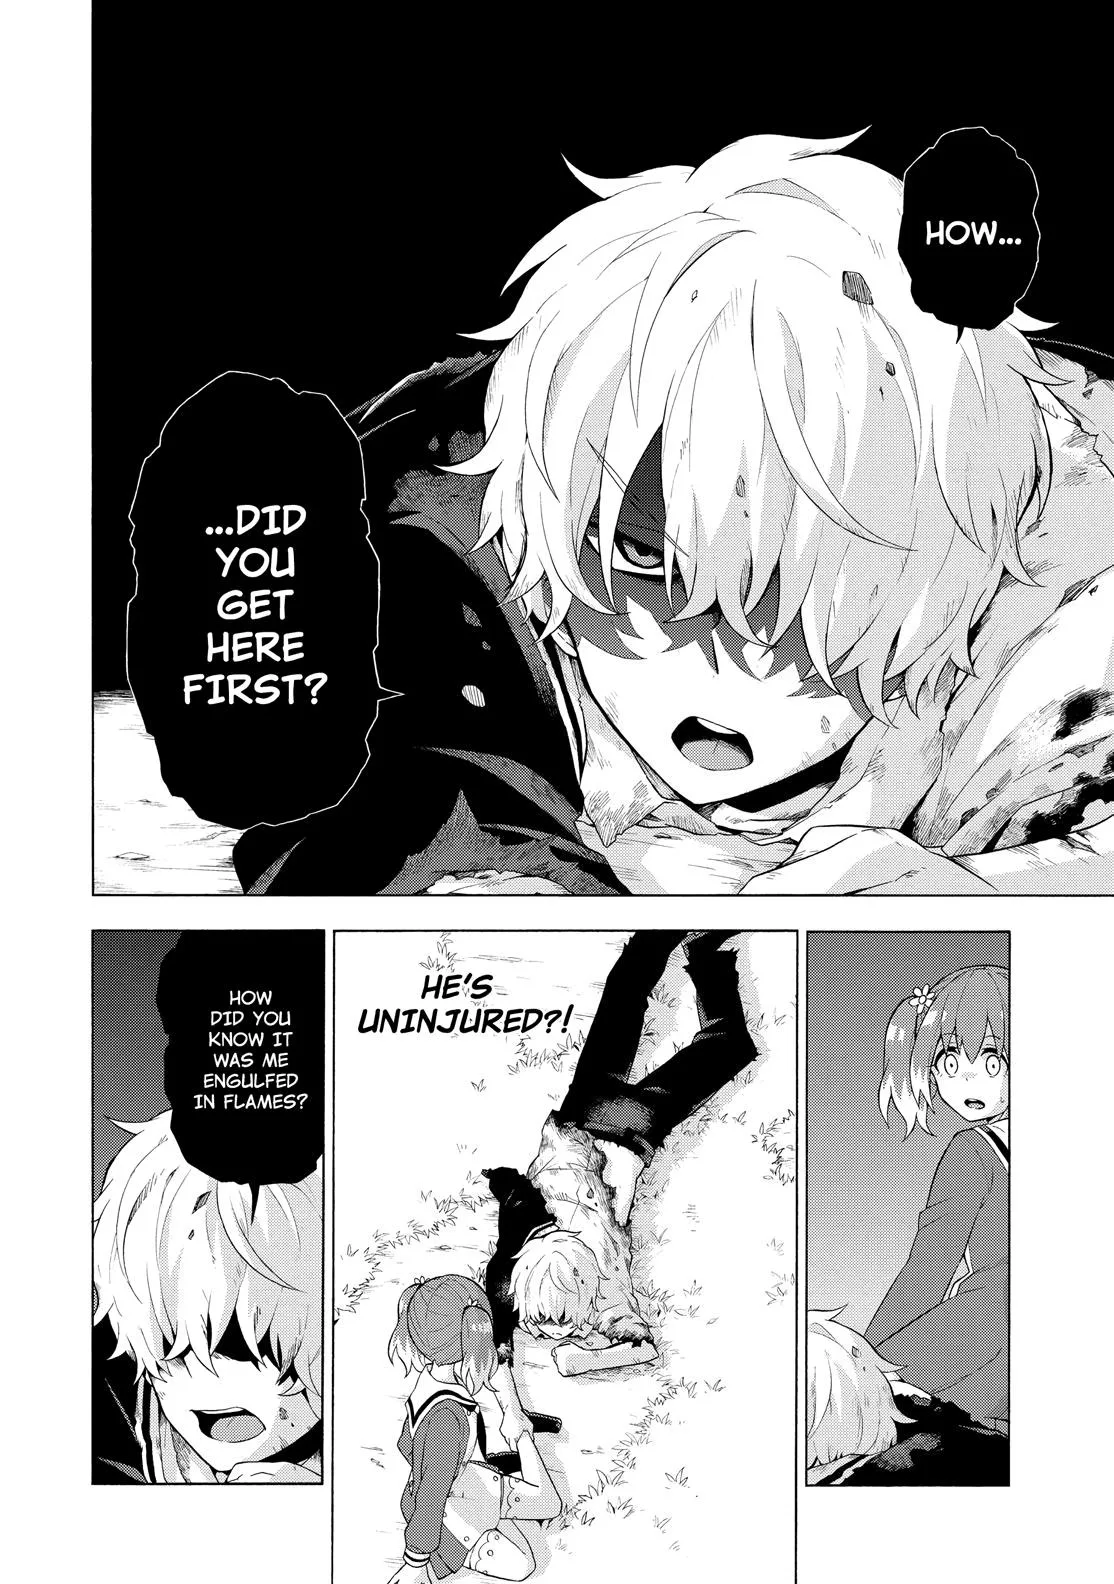 HOW...
...DID
YOU
GET
HERE
FIRST?
HE'S
UNINJURED?!
HOW
DID YOU
KNOW IT
WAS ME
ENGULFED
IN FLAMES?